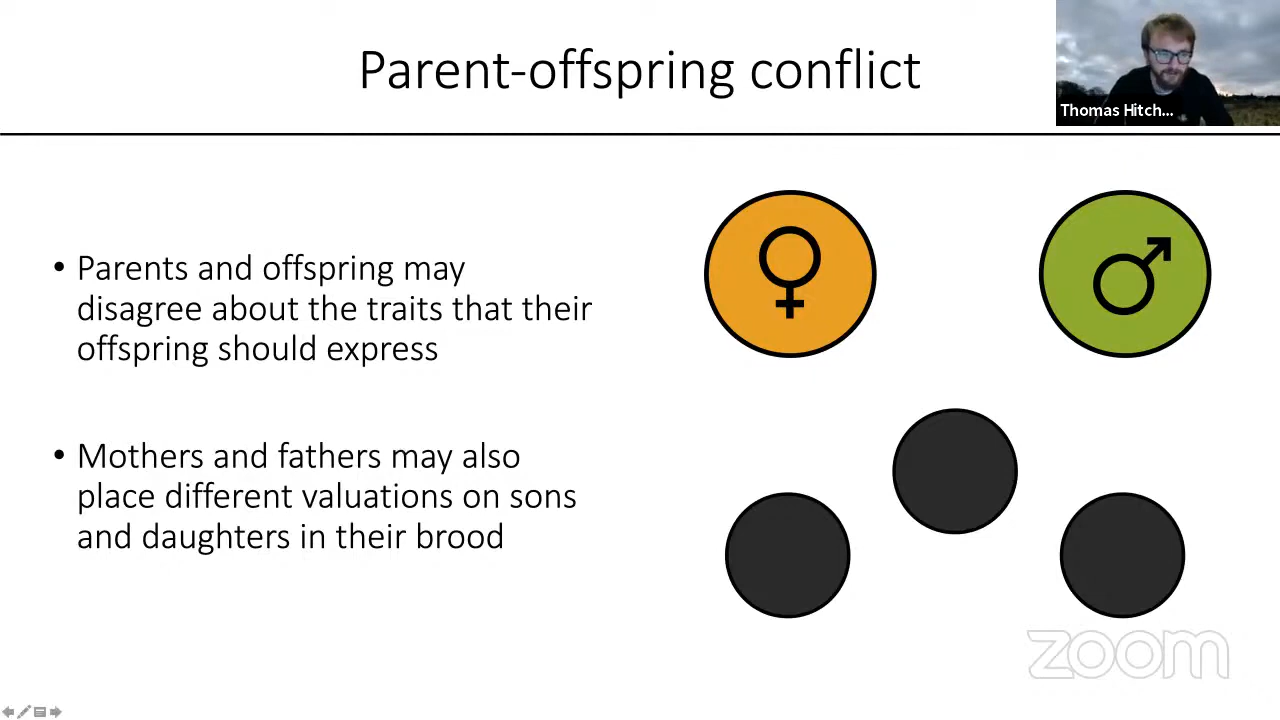 Parent-offspring conflict
Thomas Hitch...
• Parents and offspring may
disagree about the traits that their
offspring should express
• Mothers and fathers may also
place different valuations on sons
and daughters in their brood
zoom